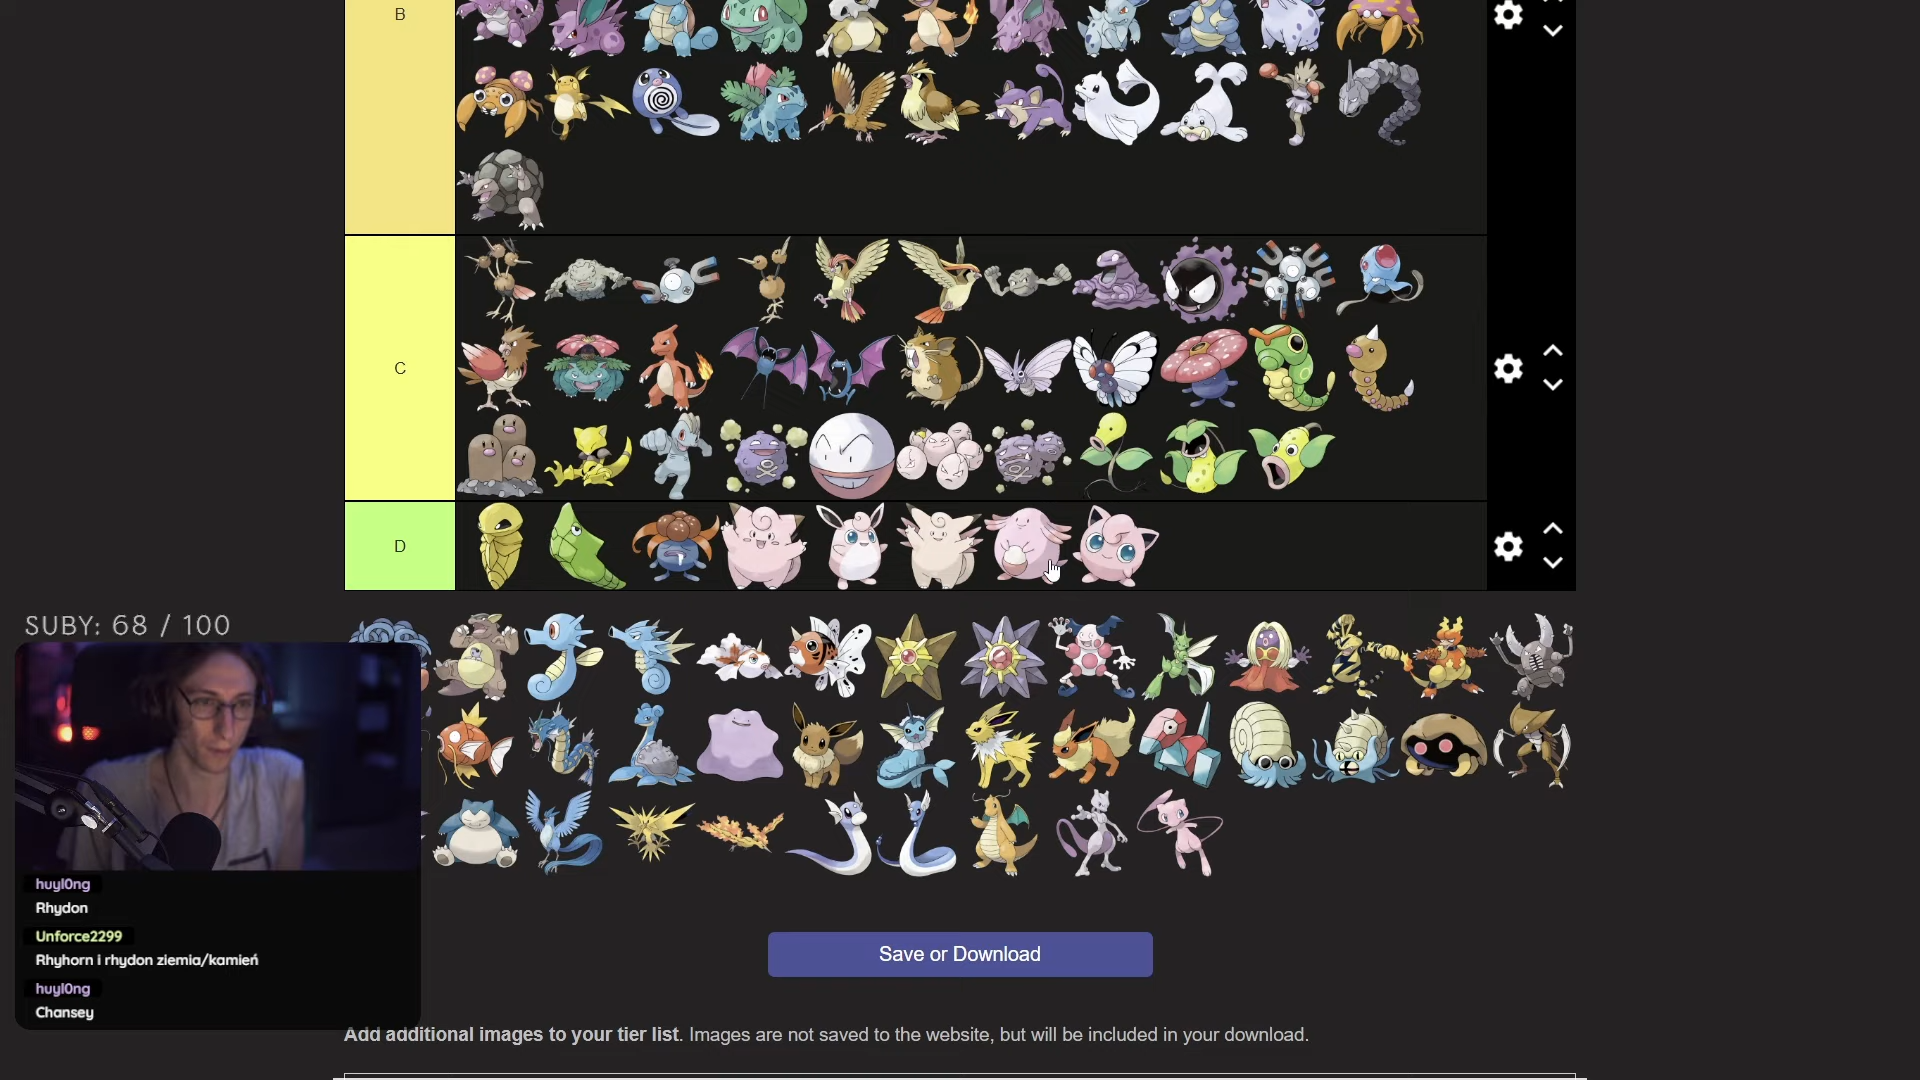 B
C
D
SUBY: 68 / 100
huyl0ng
Rhydon
Unforce2299
Rhyhorn i rhydon ziemia/kamień
huyl0ng
Chansey
Save or Download
Add additional images to your tier list. Images are not saved to the website, but will be included in your download.